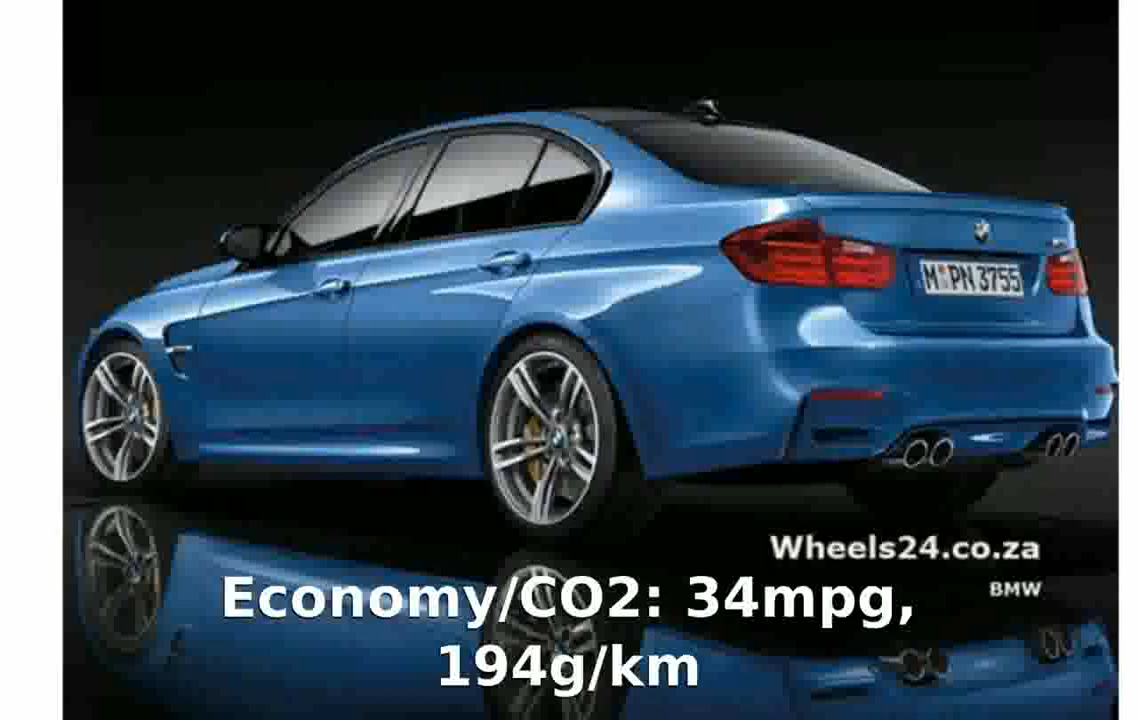 M PN 3755
Wheels24.co.za
BMW
Economy/CO2: 34mpg,
194g/km